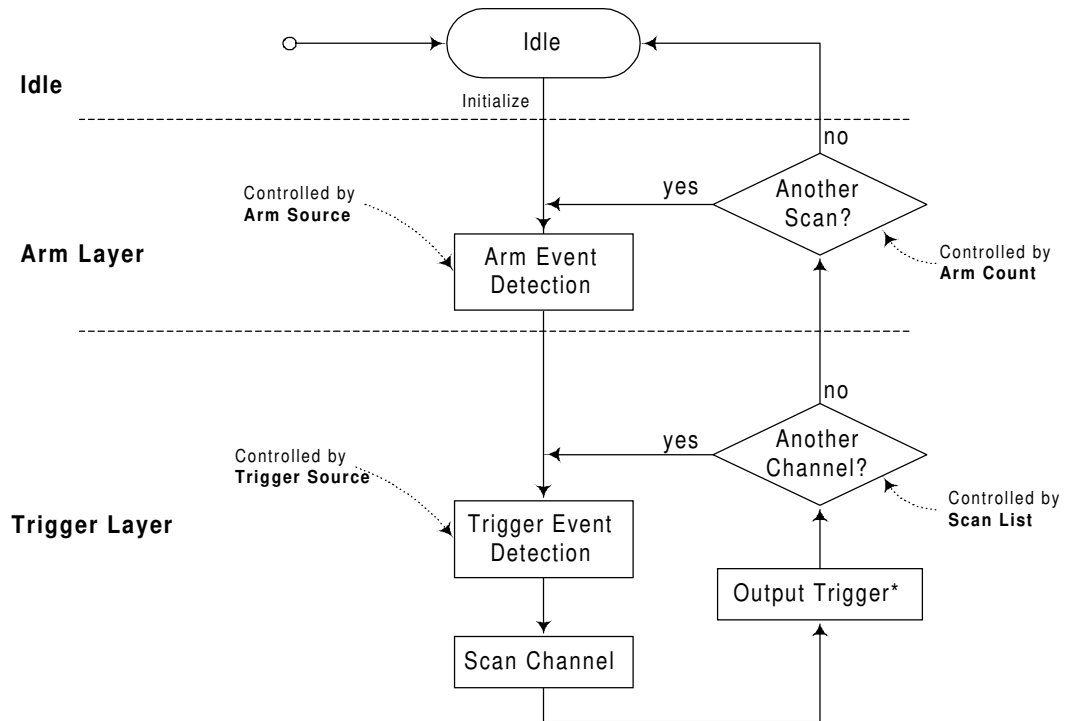 Idle
Idle
Initialize
no
yes
Another
Scan?
Controlled by
Arm Source
Arm Layer
Arm Event
Detection
Controlled by
Arm Count
no
yes
Another
Channel?
Controlled by
Trigger Source
Controlled by
Scan List
Trigger Layer
Trigger Event
Detection
Output Trigger*
Scan Channel